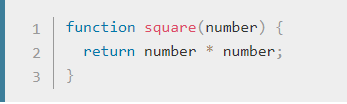 1 function square(number) {
2   return number * number;
3 }